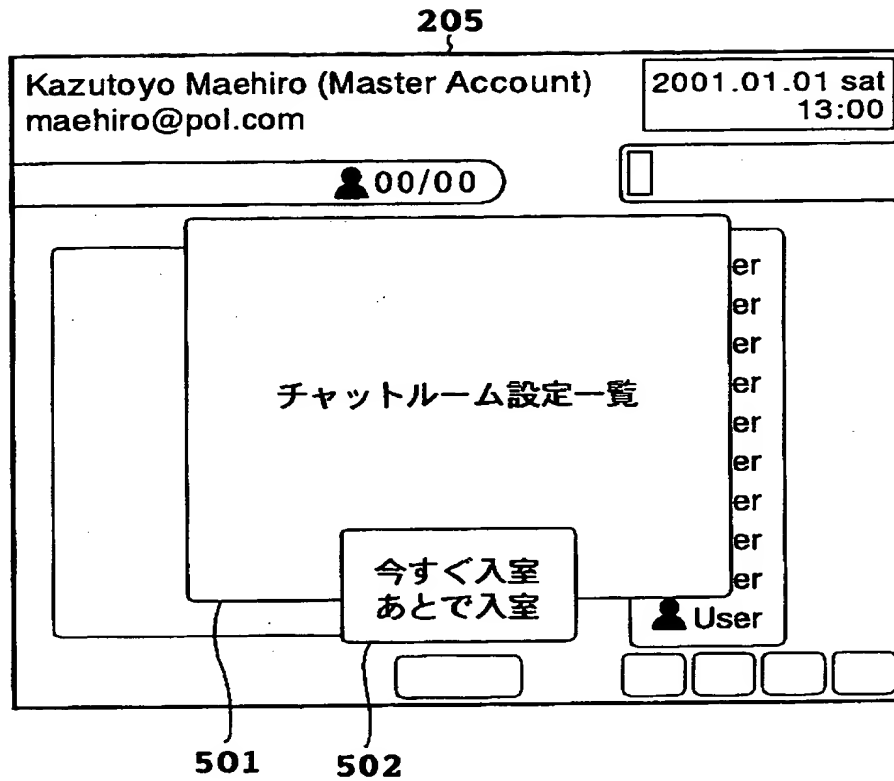 205
Kazutoyo Maehiro (Master Account)
maehiro@pol.com
2001.01.01 sat
13:00
00/00
er
er
er
er
er
er
er
er
er
User
チャットルーム設定一覧
今すぐ入室
あとで入室
501
502